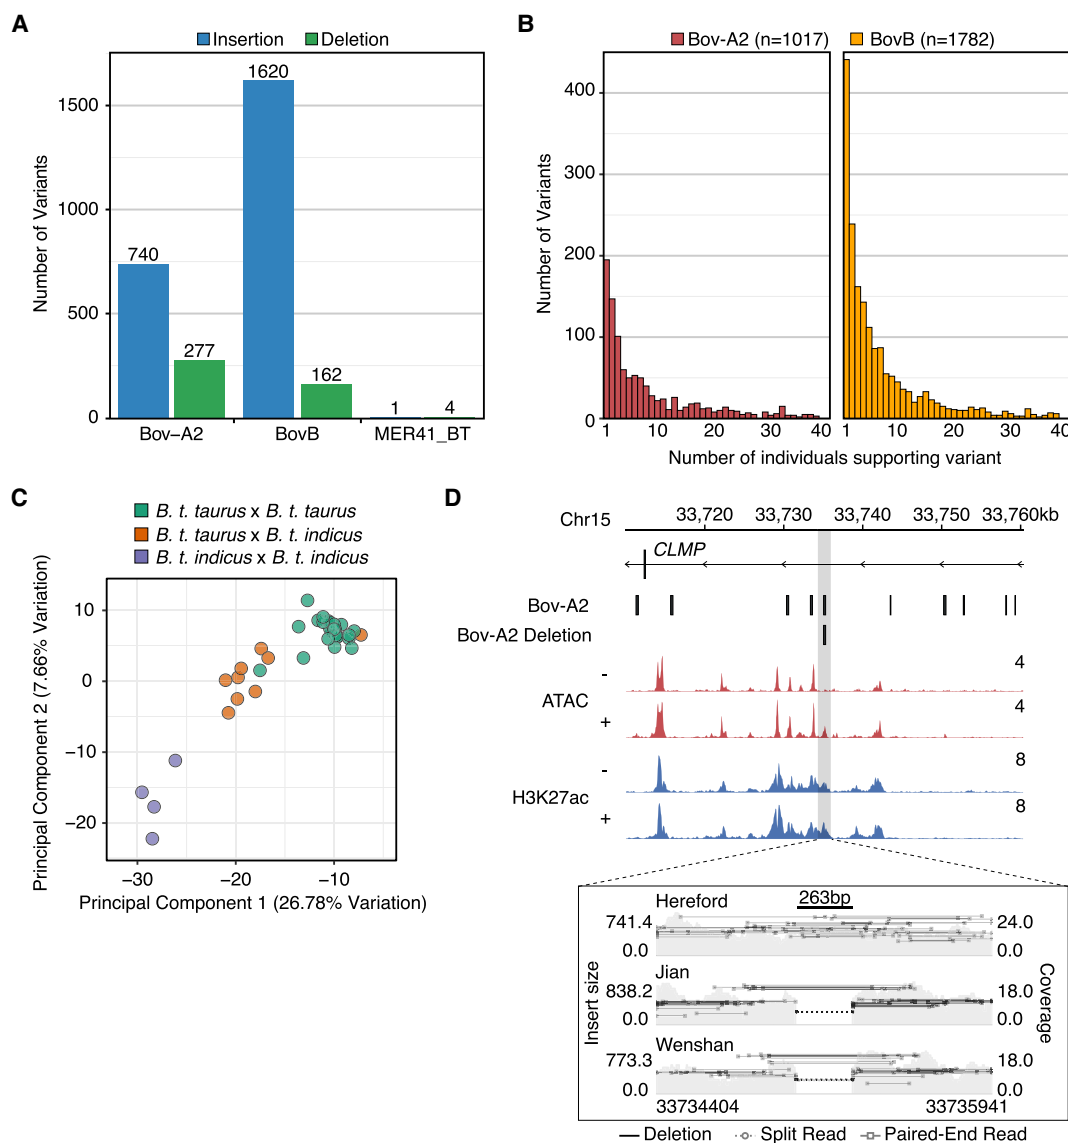 A
Insertion Deletion
Number of Variants
1500
1000
500
0
740
277
1620
162
1
4
Bov–A2 BovB MER41_BT
B
Bov-A2 (n=1017) BovB (n=1782)
Number of Variants
400
300
200
100
0
1 10 20 30 40 1 10 20 30 40
Number of individuals supporting variant
C
B. t. taurus x B. t. taurus
B. t. taurus x B. t. indicus
B. t. indicus x B. t. indicus
Principal Component 2 (7.66% Variation)
10
0
−10
−20
−30 −20 −10
Principal Component 1 (26.78% Variation)
D
Chr15 33,720 33,730 33,740 33,750 33,760kb
CLMP
Bov-A2
Bov-A2 Deletion
- 4
ATAC
+ 4
- 8
H3K27ac
+ 8
Hereford 263bp
741.4 24.0
0.0 0.0
Jian
838.2 18.0
0.0 0.0
Wenshan
773.3 18.0
0.0 0.0
Insert size
Coverage
33734404 33735941
Deletion Split Read Paired-End Read